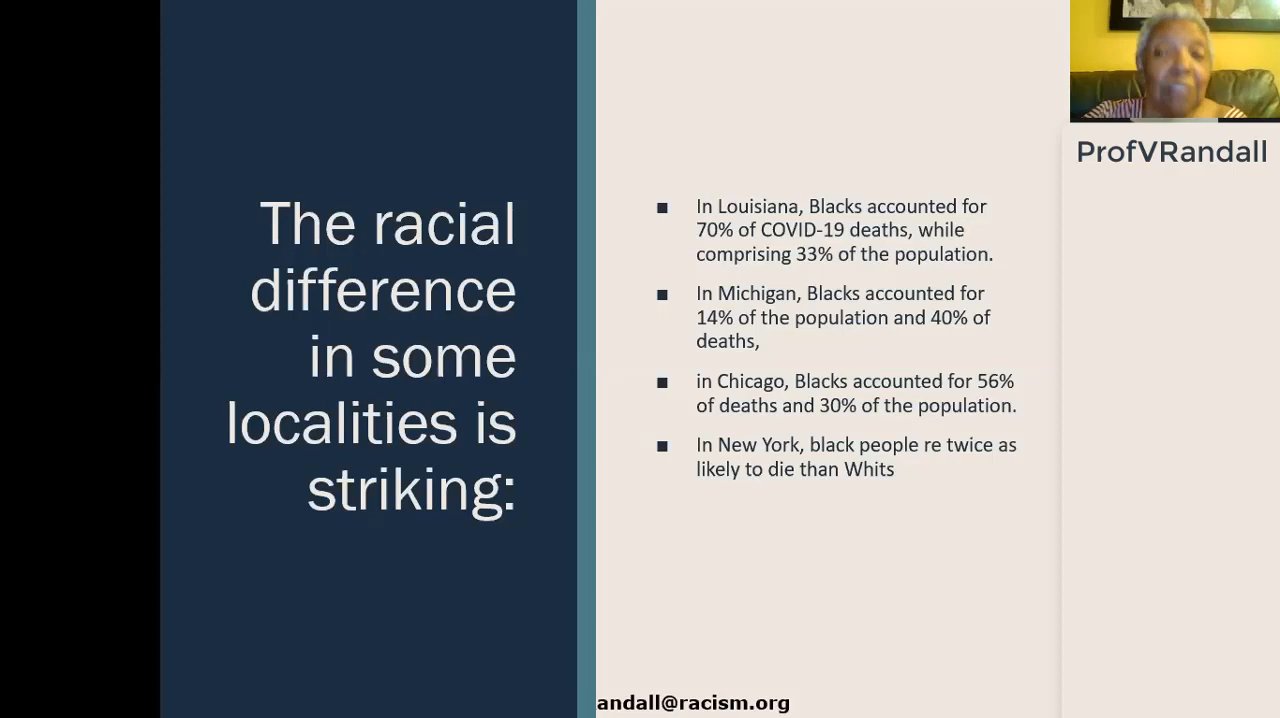 The racial
difference
in some
localities is
striking:
■ In Louisiana, Blacks accounted for
70% of COVID-19 deaths, while
comprising 33% of the population.
■ In Michigan, Blacks accounted for
14% of the population and 40% of
deaths,
■ in Chicago, Blacks accounted for 56%
of deaths and 30% of the population.
■ In New York, black people re twice as
likely to die than Whits
ProfVRandall
andall@racism.org